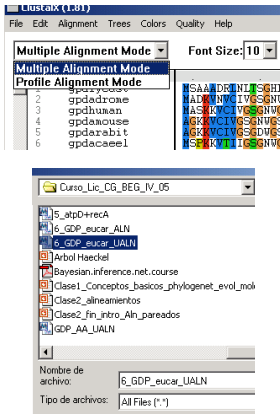 ClustalX (1.81)
File Edit Alignment Trees Colors Quality Help
Multiple Alignment Mode Font Size: 10
Multiple Alignment Mode
Profile Alignment Mode
2 gpdadrome
3 gpdhuman
4 gpdamouse
5 gpdarabit
6 gpdacaeel
Curso_Lic_CG_BEG_IV_05
5_atpD+recA
6_GDP_eucar_ALN
6_GDP_eucar_UALN
Arbol Haeckel
Bayesian.inference.net.course
Clase1_Conceptos_basicos_phylogenet_evol_mol
Clase2_alineamientos
Clase2_fin_intro_Aln_pareados
GDP_AA_UALN
Nombre de
archivo: 6_GDP_eucar_UALN
Tipo de archivos: All Files (*.*)